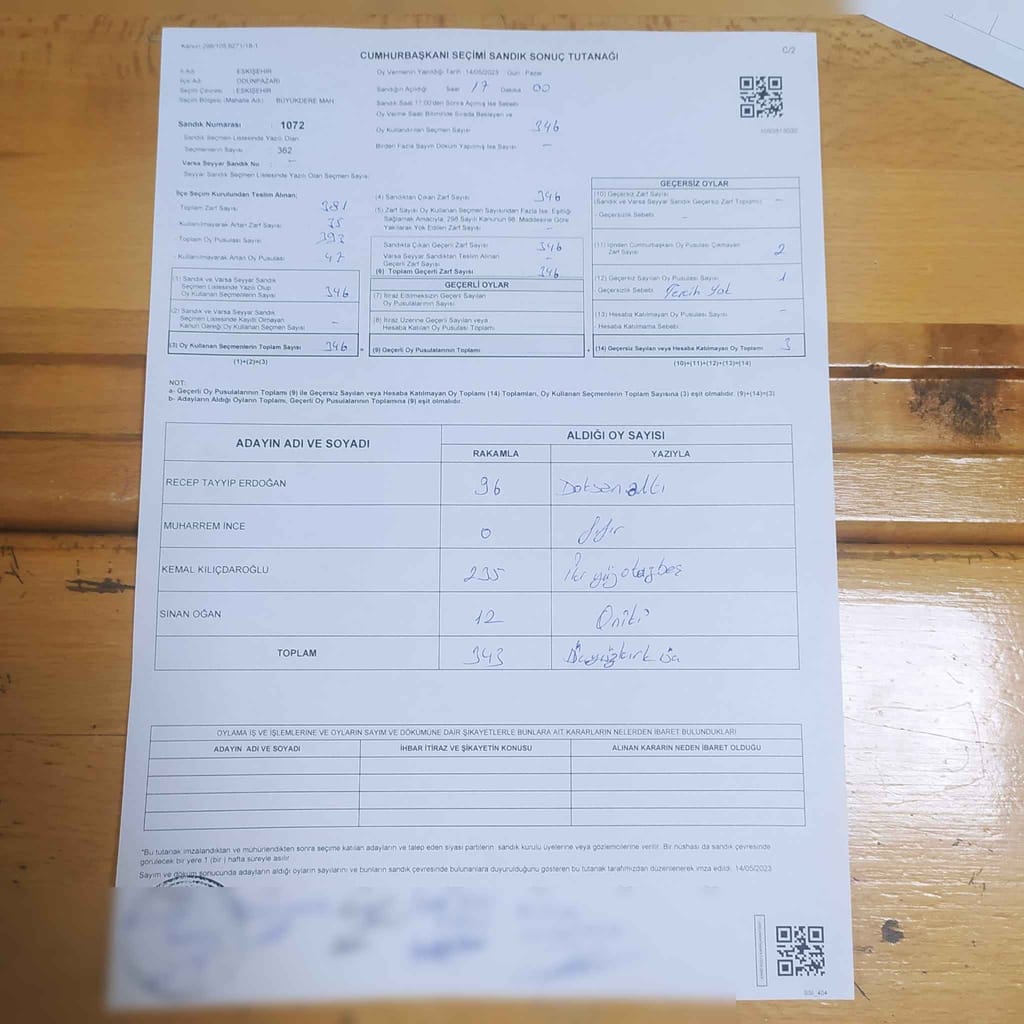 Kanun 298/105,6271/18-1
C/2
CUMHURBAŞKANI SEÇİMİ SANDIK SONUÇ TUTANAĞI
İl Adı : ESKİŞEHİR
İlçe Adı : ODUNPAZARI
Seçim Çevresi : ESKİŞEHİR
Seçim Bölgesi (Mahalle Adı) : BÜYÜKDERE MAH.
Sandık Numarası : 1072
Sandık Seçmen Listesinde Yazılı Olan
Seçmenlerin Sayısı : 362
Varsa Seyyar Sandık No : –
Seyyar Sandık Seçmen Listesinde Yazılı Olan Seçmen Sayısı:
Oy Vermenin Yapıldığı Tarih :14/05/2023 Gün : Pazar
Sandığın Açıldığı Saat 17 Dakika 00
Sandık Saat 17:00'den Sonra Açılmış İse Sebebi:
Oy Verme Saati Bitiminde Sırada Bekleyen ve
Oy Kullandırılan Seçmen Sayısı 346
Birden Fazla Sayım Döküm Yapılmış İse Sayısı –
İlçe Seçim Kurulundan Teslim Alınan;
Toplam Zarf Sayısı 381
Kullanılmayarak Artan Zarf Sayısı 35
- Toplam Oy Pusulası Sayısı 393
- Kullanılmayarak Artan Oy Pusulası 47
(1) Sandık ve Varsa Seyyar Sandık
Seçmen Listesinde Yazılı Olup
Oy Kullanan Seçmenlerin Sayısı 346
(2) Sandık ve Varsa Seyyar Sandık
Seçmen Listesinde Kayıtlı Olmayan
Kanun Gereği Oy Kullanan Seçmen Sayısı –
(3) Oy Kullanan Seçmenlerin Toplam Sayısı 346 =
(1)+(2)=(3)
(4) Sandıktan Çıkan Zarf Sayısı 346
(5) Zarf Sayısı Oy Kullanan Seçmen Sayısından Fazla İse; Eşitliği
Sağlamak Amacıyla, 298 Sayılı Kanunun 98. Maddesine Göre
Yakılarak Yok Edilen Zarf Sayısı –
Sandıkta Çıkan Geçerli Zarf Sayısı 346
Varsa Seyyar Sandıktan Teslim Alınan
Geçerli Zarf Sayısı –
(6) Toplam Geçerli Zarf Sayısı 346
GEÇERLİ OYLAR
(7) İtiraz Edilmeksizin Geçerli Sayılan
Oy Pusulalarının Sayısı
(8) İtiraz Üzerine Geçerli Sayılan veya
Hesaba Katılan Oy Pusulası Toplamı
(9) Geçerli Oy Pusulalarının Toplamı +
GEÇERSİZ OYLAR
(10) Geçersiz Zarf Sayısı
(Sandık ve Varsa Seyyar Sandık Geçersiz Zarf Toplamı) –
- Geçersizlik Sebebi: –
(11) İçinden Cumhurbaşkanı Oy Pusulası Çıkmayan
Zarf Sayısı 2
(12) Geçersiz Sayılan Oy Pusulası Sayısı 1
- Geçersizlik Sebebi: Tercih Yok
(13) Hesaba Katılmayan Oy Pusulası Sayısı –
- Hesaba Katılmama Sebebi:
(14) Geçersiz Sayılan veya Hesaba Katılmayan Oy Toplamı 3
(10)+(11)+(12)+(13)=(14)
NOT:
a- Geçerli Oy Pusulalarının Toplamı (9) ile Geçersiz Sayılan veya Hesaba Katılmayan Oy Toplamı (14) Toplamları, Oy Kullanan Seçmenlerin Toplam Sayısına (3) eşit olmalıdır. (9)+(14)=(3)
b- Adayların Aldığı Oyların Toplamı, Geçerli Oy Pusulalarının Toplamına (9) eşit olmalıdır.
ADAYIN ADI VE SOYADI
ALDIĞI OY SAYISI
RAKAMLA YAZIYLA
RECEP TAYYİP ERDOĞAN 96 Doksan altı
MUHARREM İNCE 0 Sıfır
KEMAL KILIÇDAROĞLU 235 İki yüz otuz beş
SİNAN OĞAN 12 Oniki
TOPLAM 343 Üçyüzkırk üç
OYLAMA İŞ VE İŞLEMLERİNE VE OYLARIN SAYIM VE DÖKÜMÜNE DAİR ŞİKAYETLERLE BUNLARA AİT KARARLARIN NELERDEN İBARET BULUNDUKLARI
ADAYIN ADI VE SOYADI İHBAR İTİRAZ VE ŞİKAYETİN KONUSU ALINAN KARARIN NEDEN İBARET OLDUĞU
*Bu tutanak imzalandıktan ve mühürlendikten sonra seçime katılan adayların ve talep eden siyasi partilerin sandık kurulu üyelerine veya gözlemcilerine verilir. Bir nüshası da sandık çevresinde
görülecek bir yere 1 (bir ) hafta süreyle asılır.
Sayım ve döküm sonucunda adayların aldığı oyların sayılarını ve bunların sandık çevresinde bulunanlara duyurulduğunu gösteren bu tutanak tarafımızdan düzenlenerek imza edildi. 14/05/2023